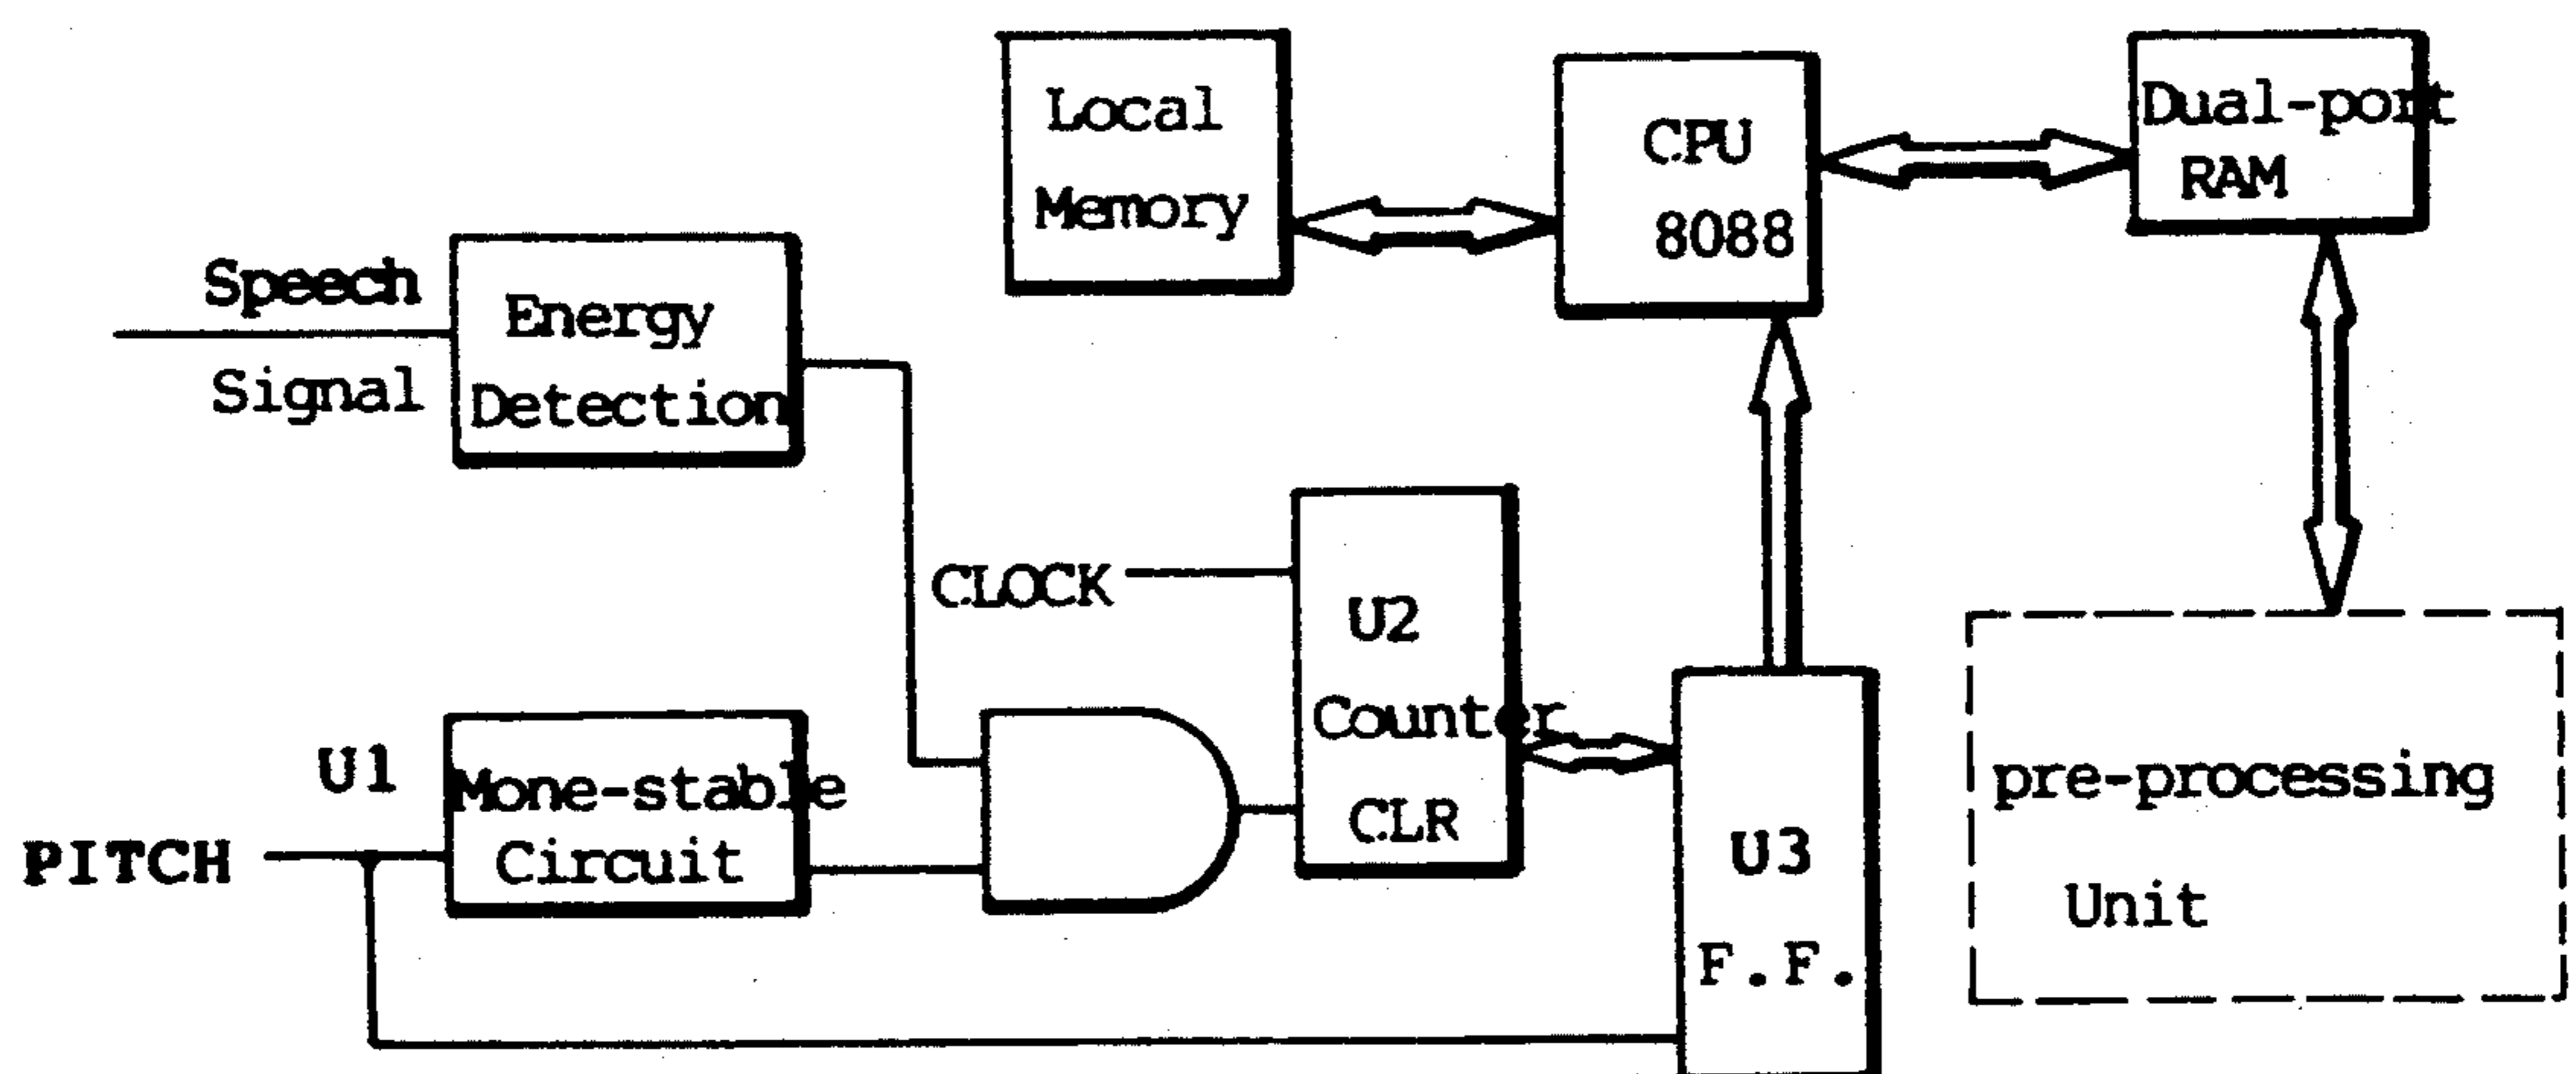 Local
Memory
CPU
8088
Dual-port
RAM
Speech
Signal
Energy
Detection
CLOCK
U2
Counter
CLR
U1
Mone-stable
Circuit
PITCH
U3
F.F.
pre-processing
Unit